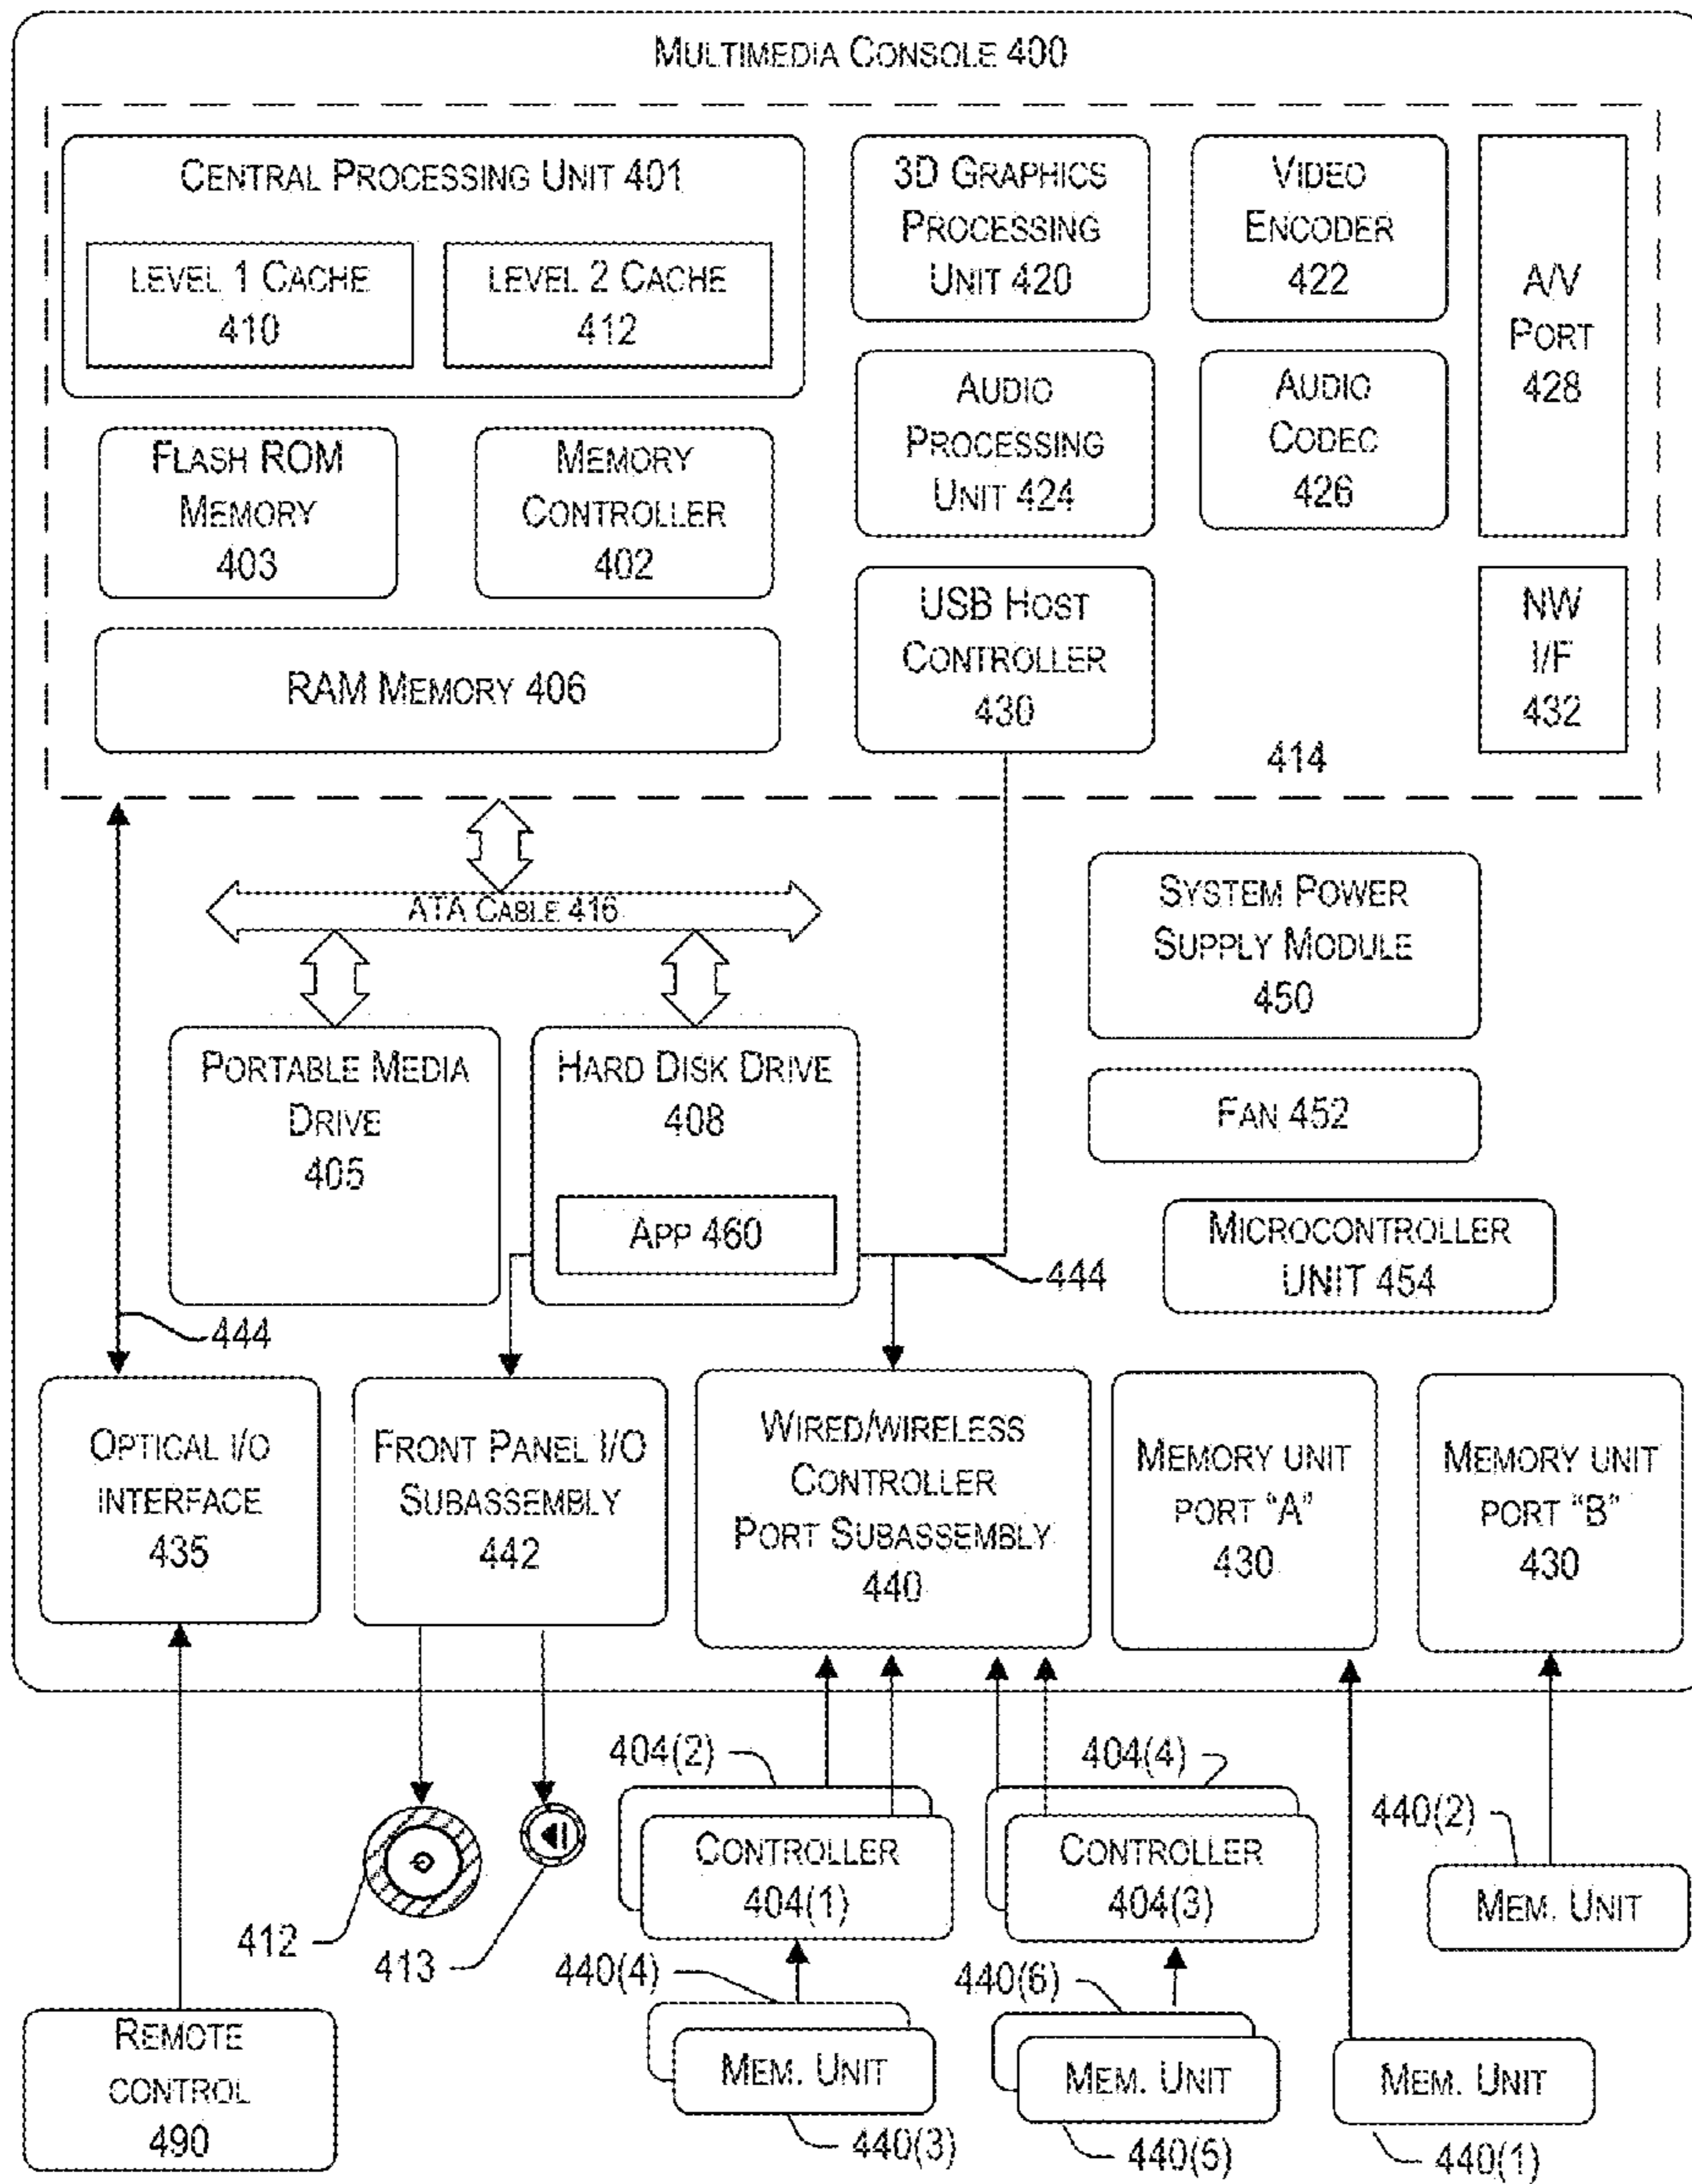 MULTIMEDIA CONSOLE 400
CENTRAL PROCESSING UNIT 401
LEVEL 1 CACHE
410
LEVEL 2 CACHE
412
3D GRAPHICS
PROCESSING
UNIT 420
VIDEO
ENCODER
422
A/V
PORT
428
AUDIO
PROCESSING
UNIT 424
AUDIO
CODEC
426
FLASH ROM
MEMORY
403
MEMORY
CONTROLLER
402
USB HOST
CONTROLLER
430
NW
I/F
432
RAM MEMORY 406
414
ATA CABLE 416
SYSTEM POWER
SUPPLY MODULE
450
PORTABLE MEDIA
DRIVE
405
HARD DISK DRIVE
408
APP 460
FAN 452
MICROCONTROLLER
UNIT 454
444
444
OPTICAL I/O
INTERFACE
435
FRONT PANEL I/O
SUBASSEMBLY
442
WIRED/WIRELESS
CONTROLLER
PORT SUBASSEMBLY
440
MEMORY UNIT
PORT "A"
430
MEMORY UNIT
PORT "B"
430
404(2)
404(4)
440(2)
CONTROLLER
404(1)
CONTROLLER
404(3)
MEM. UNIT
412
413
440(4)
440(6)
REMOTE
CONTROL
490
MEM. UNIT
MEM. UNIT
MEM. UNIT
440(3)
440(5)
440(1)